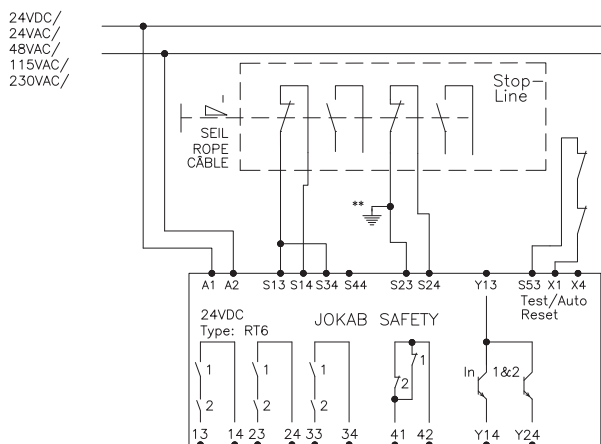 24VDC/
24VAC/
48VAC/
115VAC/
230VAC/
Stop-
Line
SEIL
ROPE
CÂBLE
**
A1 A2 S13 S14 S34 S44 S23 S24 Y13 S53 X1 X4
Test/Auto
Reset
24VDC
Type: RT6
JOKAB SAFETY
1 1 1 1 In 1&2
2 2 2 2
13 14 23 24 33 34 41 42 Y14 Y24